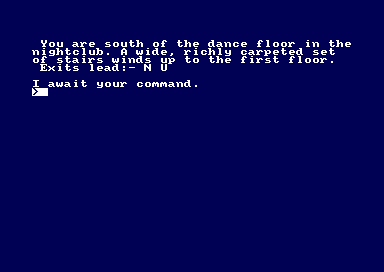 You are south of the dance floor in the
nightclub. A wide, richly carpeted set
of stairs winds up to the first floor.
Exits lead:- N U
I await your command.
>